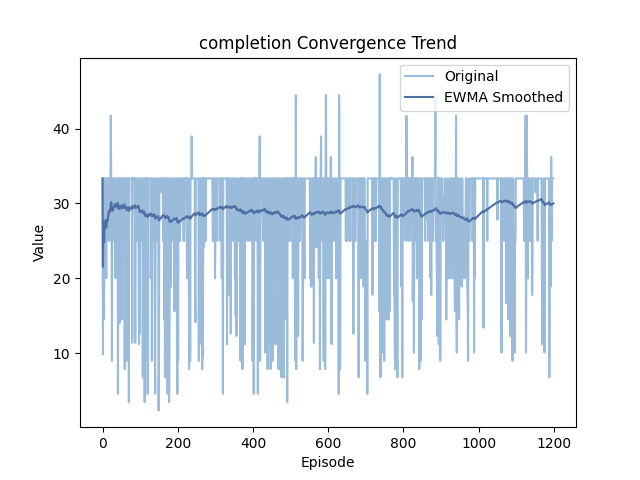 completion Convergence Trend
Original
EWMA Smoothed
Value
40
30
20
10
0 200 400 600 800 1000 1200
Episode